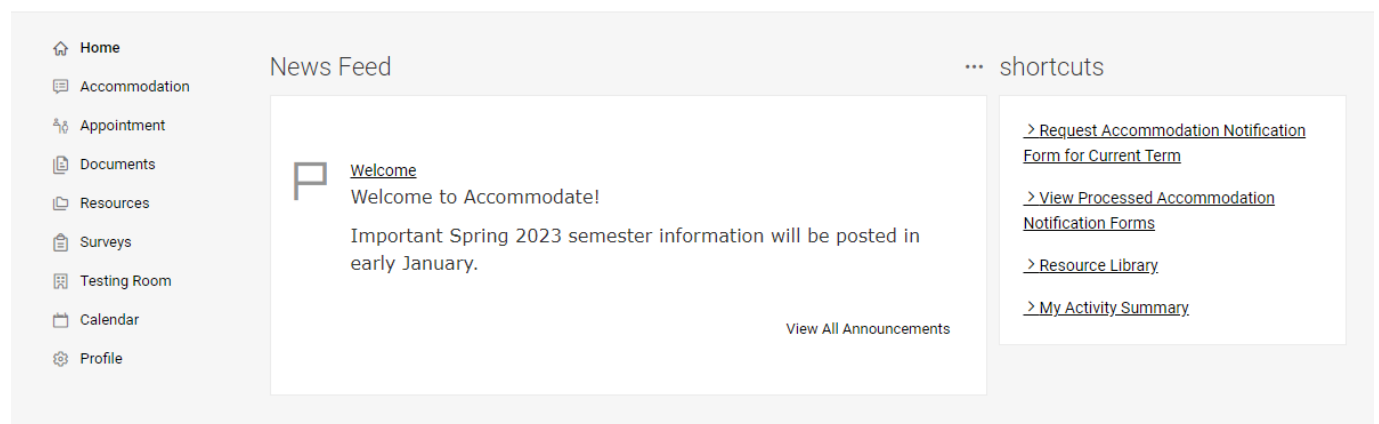 Home
Accommodation
Appointment
Documents
Resources
Surveys
Testing Room
Calendar
Profile
News Feed
Welcome
Welcome to Accommodate!
Important Spring 2023 semester information will be posted in
early January.
View All Announcements
... shortcuts
> Request Accommodation Notification
Form for Current Term
> View Processed Accommodation
Notification Forms
> Resource Library
> My Activity Summary